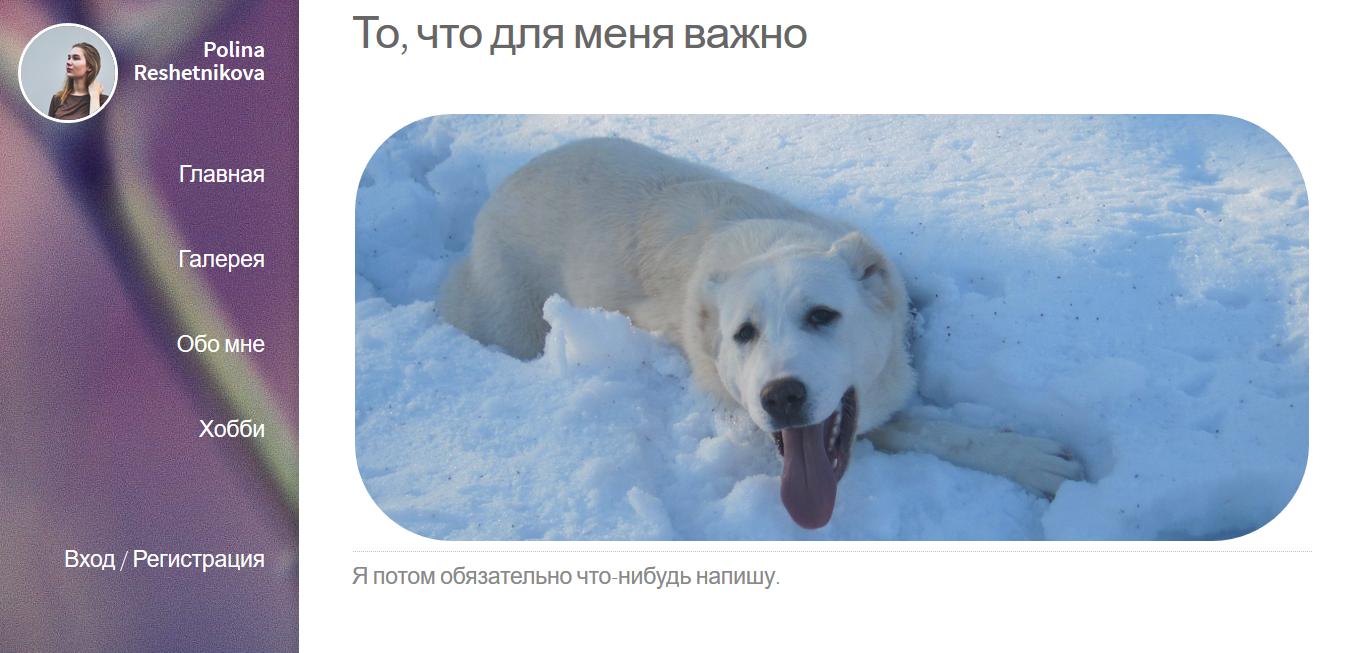 Polina
Reshetnikova
Главная
Галерея
Обо мне
Хобби
Вход / Регистрация
То, что для меня важно
Я потом обязательно что-нибудь напишу.